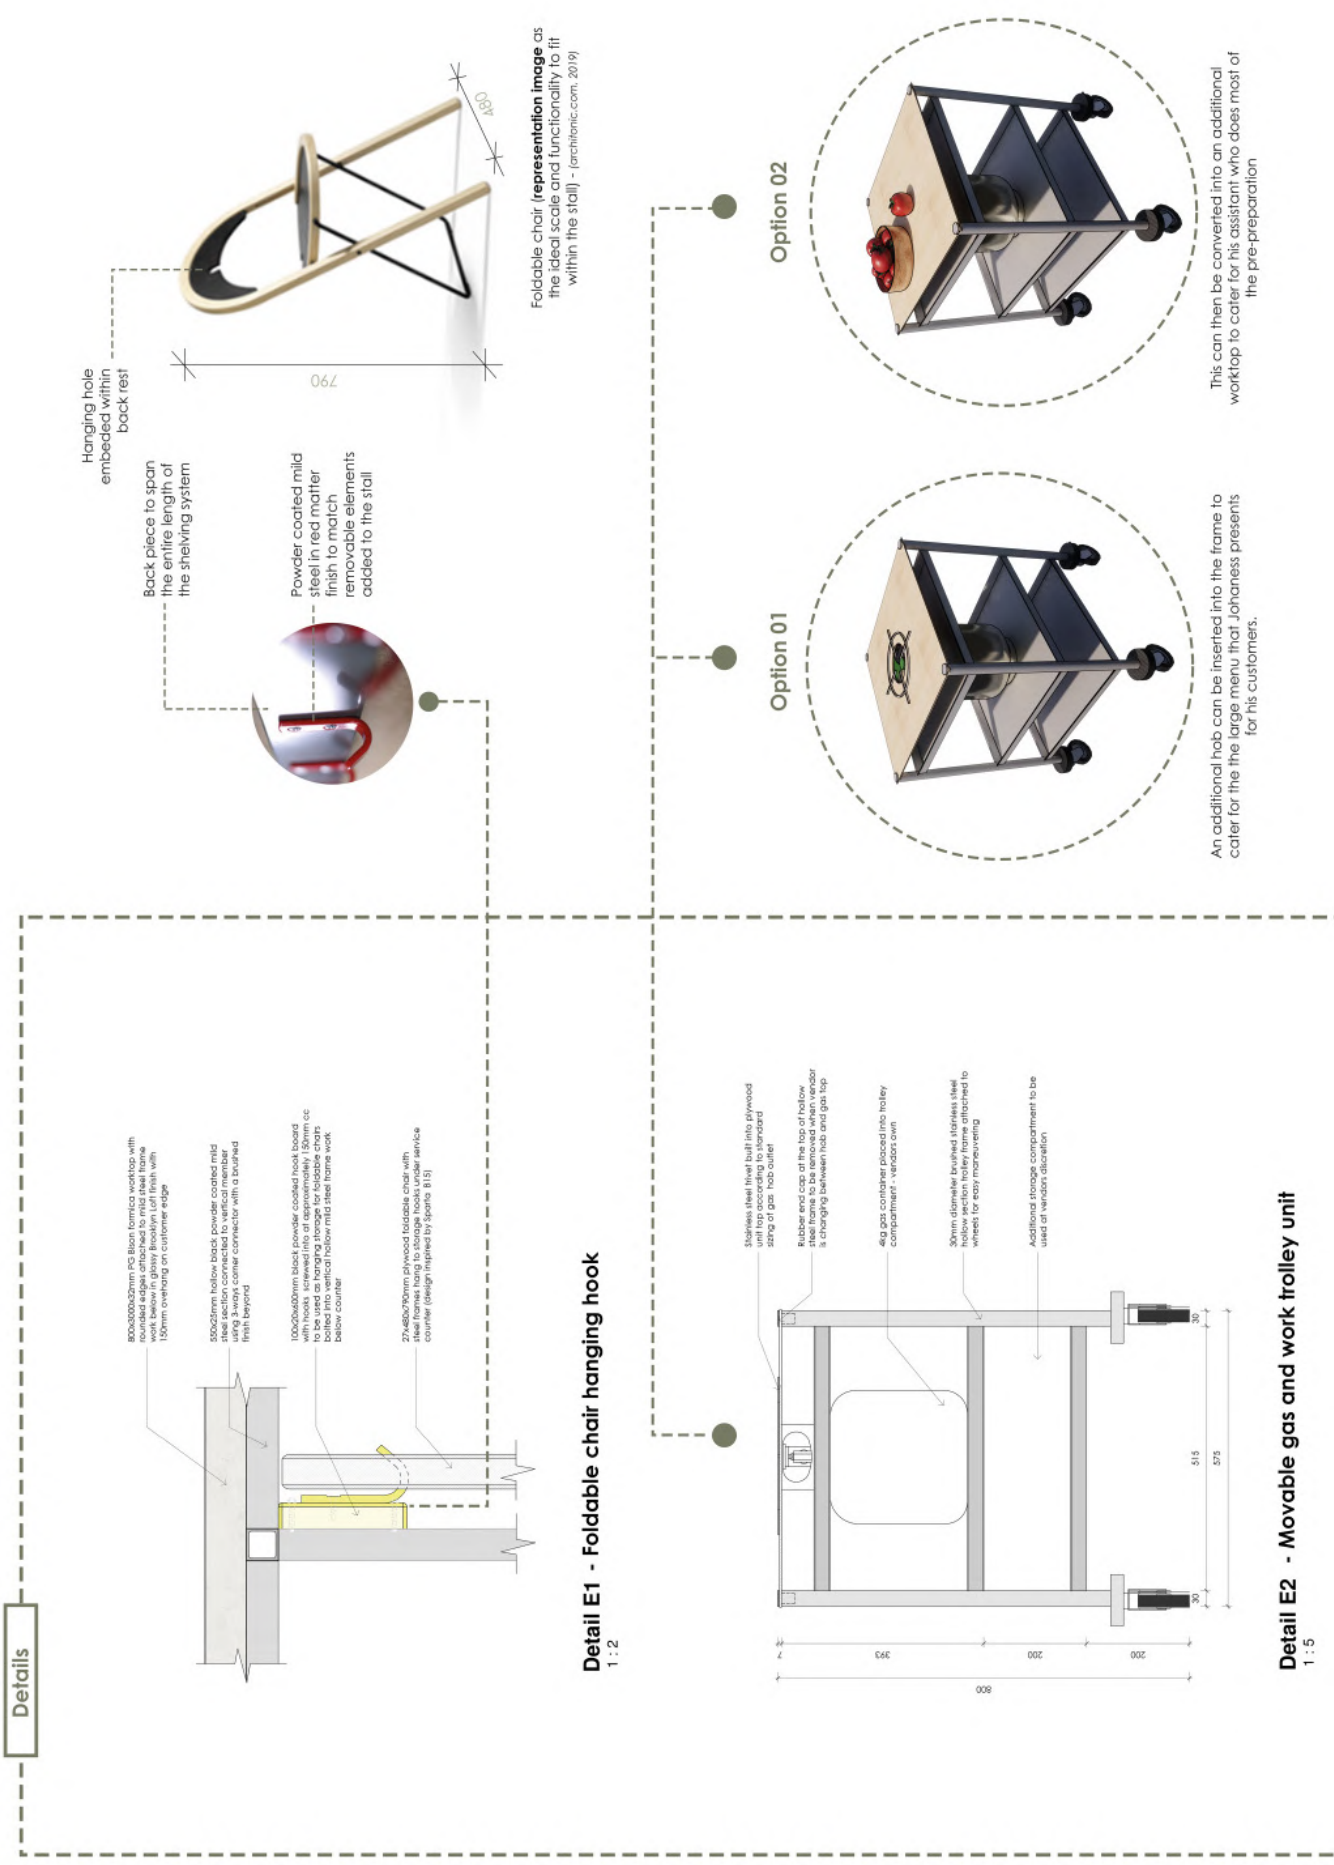 Details
800x3000x32mm PG Bison formica worktop with
rounded edges attached to mild steel frame
work below in glossy Brooklyn Loft finish with
150mm ovehang on customer edge
550x25mm hollow black powder coated mild
steel section connected to vertical member
using 3-ways corner connector with a brushed
finish beyond
100x20x600mm black powder coated hook board
with hooks screwed into at approximately 150mm cc
to be used as hanging storage for foldable chairs
bolted into vertical hollow mild steel frame work
below counter
27x480x790mm plywood foldable chair with
steel frames hang to storage hooks under service
counter (design inspired by Sparta B15)
Detail E1 - Foldable chair hanging hook
1 : 2
Back piece to span
the entire length of
the shelving system
Powder coated mild
steel in red matter
finish to match
removable elements
added to the stall
Hanging hole
embeded within
back rest
790
480
Foldable chair (representation image as
the ideal scale and functionality to fit
within the stall) - (architonic.com, 2019)
Stainless steel trivet built into plywood
unit top according to standard
sizing of gas hob outlet
Rubber end cap at the top of hollow
steel frame to be removed when vendor
is changing between hob and gas top
4kg gas container placed into trolley
compartment - vendors own
30mm diameter brushed stainless steel
hollow section trolley frame attached to
wheels for easy maneuvering
Additional storage compartment to be
used at vendors discretion
7
393
200
200
800
30
515
30
575
Detail E2 - Movable gas and work trolley unit
1 : 5
Option 01
An additional hob can be inserted into the frame to
cater for the the large menu that Johaness presents
for his customers.
Option 02
This can then be converted into an additional
worktop to cater for his assistant who does most of
the pre-preparation